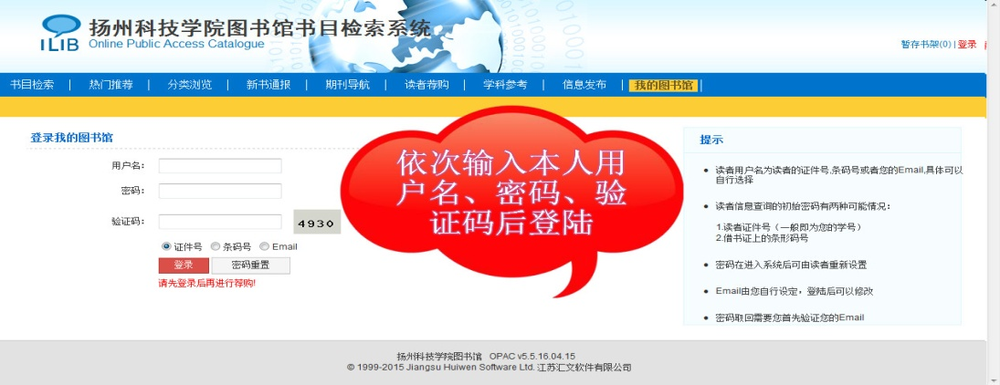 ILIB
扬州科技学院图书馆书目检索系统
Online Public Access Catalogue
暂存书架(0) | 登录
书目检索 | 热门推荐 | 分类浏览 | 新书通报 | 期刊导航 | 读者荐购 | 学科参考 | 信息发布 | 我的图书馆 |
登录我的图书馆
用户名：
密码：
验证码：
4930
证件号 条码号 Email
登录 密码重置
请先登录后再进行荐购!
依次输入本人用
户名、密码、验
证码后登陆
提示
读者用户名为读者的证件号,条码号或者您的Email,具体可以
自行选择
读者信息查询的初始密码有两种可能情况：
1.读者证件号（一般即为您的学号）
2.借书证上的条形码号
密码在进入系统后可由读者重新设置
Email由您自行设定，登陆后可以修改
密码取回需要您首先验证您的Email
扬州科技学院图书馆 OPAC v5.5.16.04.15
© 1999-2015 Jiangsu Huiwen Software Ltd. 江苏汇文软件有限公司